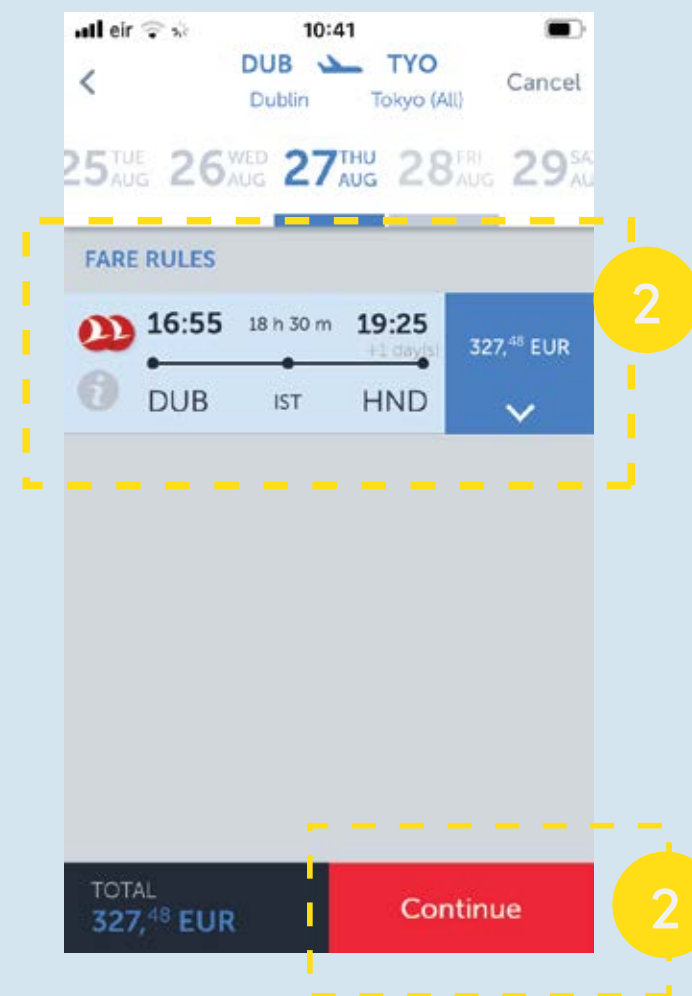 eir 10:41
DUB TYO
Dublin Tokyo (All) Cancel
25 TUE AUG 26 WED AUG 27 THU AUG 28 FRI AUG 29 SA AU
FARE RULES
2
16:55 18 h 30 m 19:25
+1 day(s)
327,48 EUR
DUB IST HND
TOTAL
327,48 EUR
Continue
2